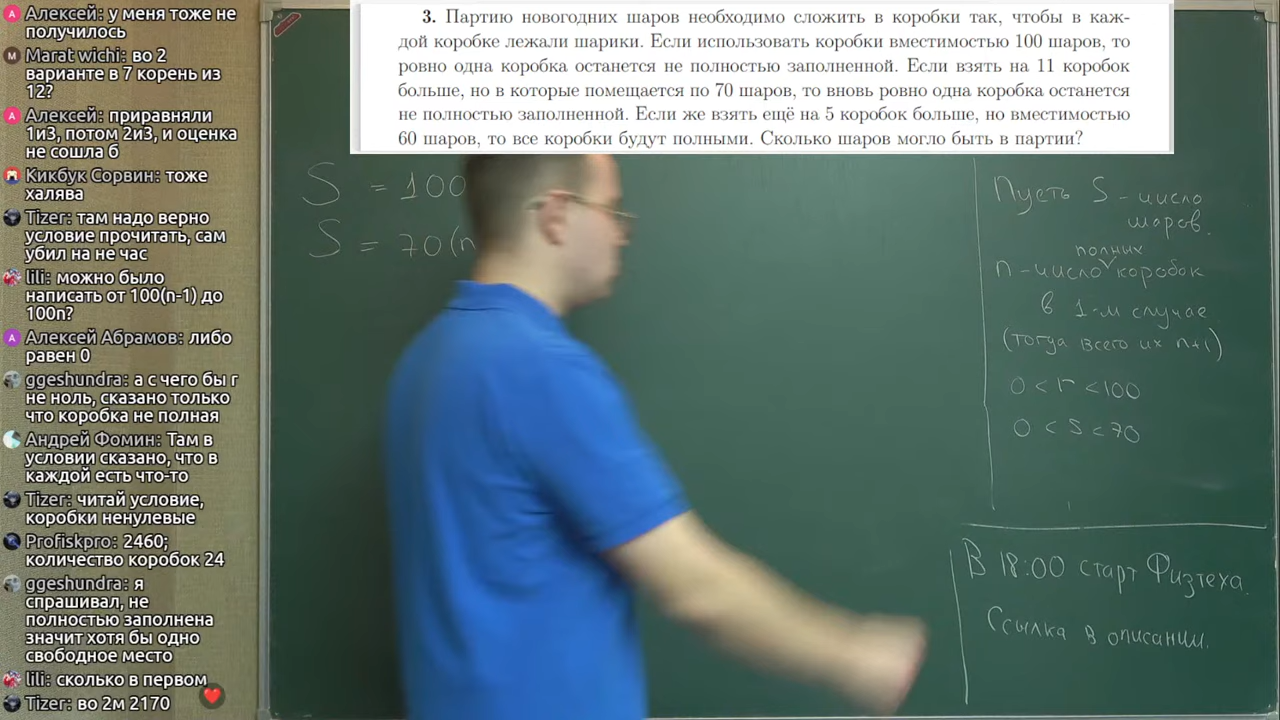 Алексей: у меня тоже не
получилось
Marat wichi: во 2
варианте в 7 корень из
12?
Алексей: приравняли
1и3, потом 2и3, и оценка
не сошла б
Кикбук Сорвин: тоже
халява
Tizer: там надо верно
условие прочитать, сам
убил на не час
lili: можно было
написать от 100(n-1) до
100n?
Алексей Абрамов: либо
равен 0
ggeshundra: а с чего бы r
не ноль, сказано только
что коробка не полная
Андрей Фомин: Там в
условии сказано, что в
каждой есть что-то
Tizer: читай условие,
коробки ненулевые
Profiskpro: 2460;
количество коробок 24
ggeshundra: я
спрашивал, не
полностью заполнена
значит хотя бы одно
свободное место
lili: сколько в первом
Tizer: во 2м 2170
3. Партию новогодних шаров необходимо сложить в коробки так, чтобы в каж-
дой коробке лежали шарики. Если использовать коробки вместимостью 100 шаров, то
ровно одна коробка останется не полностью заполненной. Если взять на 11 коробок
больше, но в которые помещается по 70 шаров, то вновь ровно одна коробка останется
не полностью заполненной. Если же взять ещё на 5 коробок больше, но вместимостью
60 шаров, то все коробки будут полными. Сколько шаров могло быть в партии?
S = 100
S = 70(n
Пусть S - число
шаров.
полных
n - число коробок
в 1-м случае
(тогда всего их n+1)
0 < r < 100
0 < s < 70
В 18:00 старт Физтеха.
Ссылка в описании.